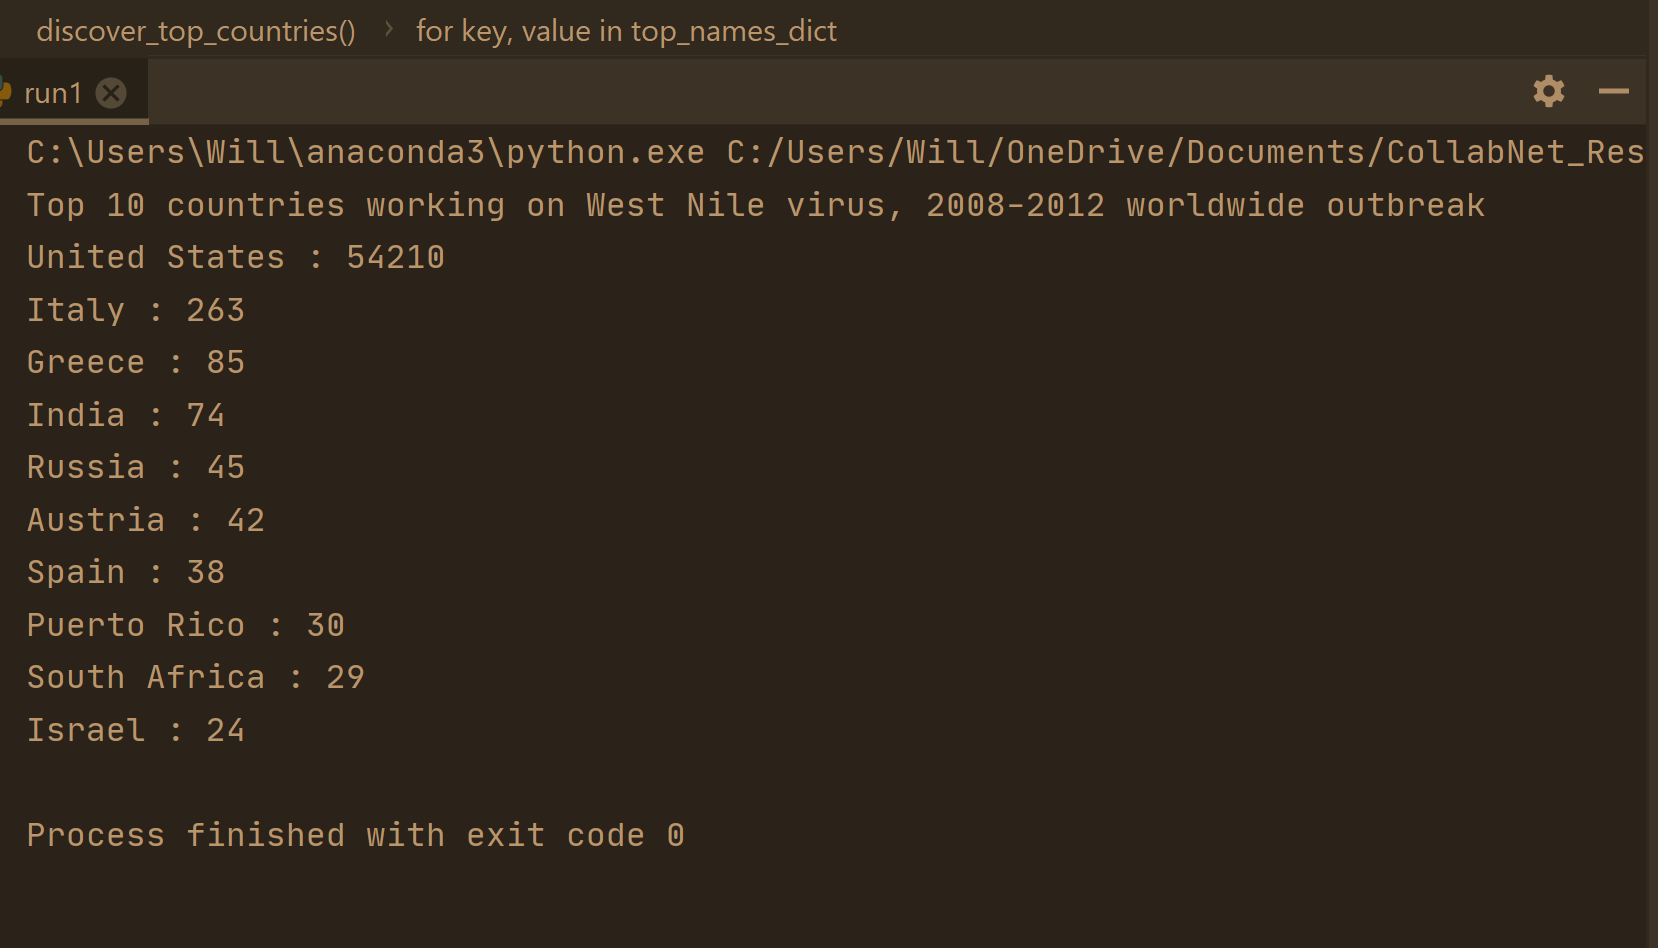 discover_top_countries() › for key, value in top_names_dict
run1
C:\Users\Will\anaconda3\python.exe C:/Users/Will/OneDrive/Documents/CollabNet_Res
Top 10 countries working on West Nile virus, 2008-2012 worldwide outbreak
United States : 54210
Italy : 263
Greece : 85
India : 74
Russia : 45
Austria : 42
Spain : 38
Puerto Rico : 30
South Africa : 29
Israel : 24
Process finished with exit code 0